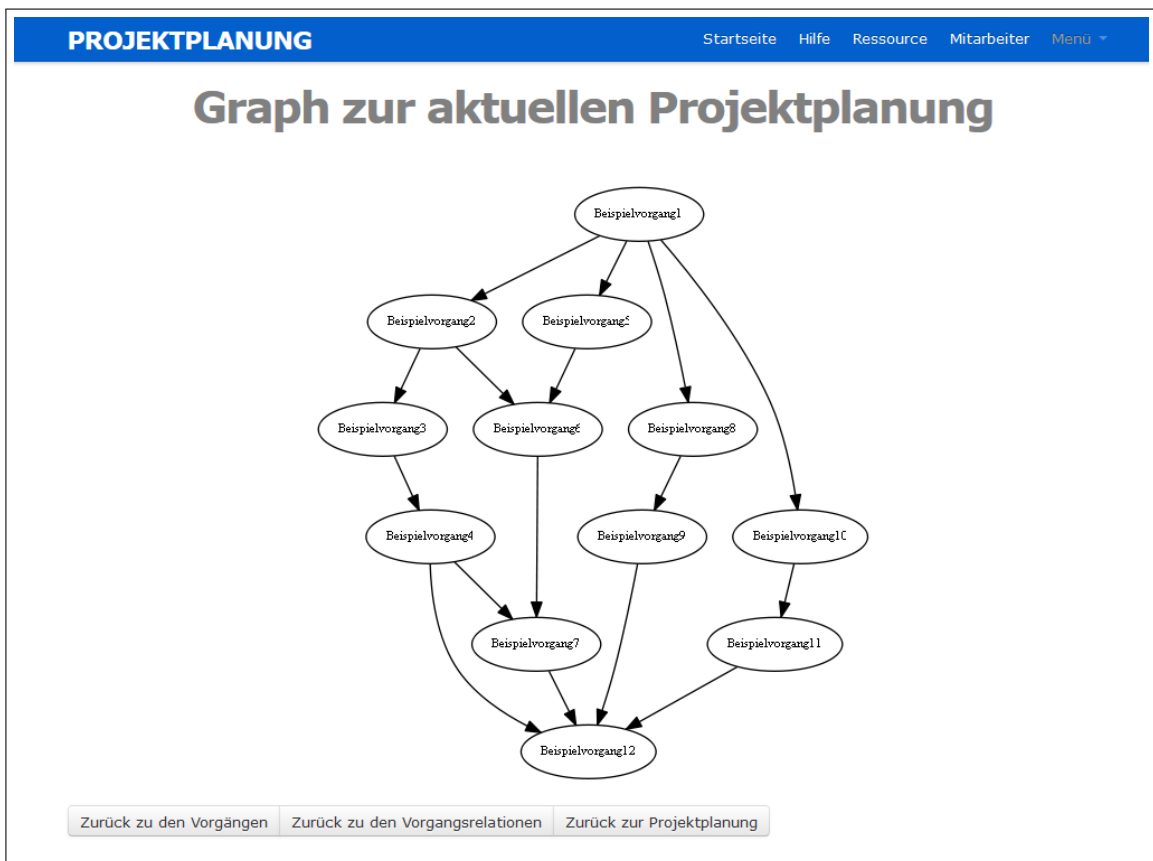 PROJEKTPLANUNG Startseite Hilfe Ressource Mitarbeiter Menü
Graph zur aktuellen Projektplanung
Beispielvorgang1
Beispielvorgang2 Beispielvorgang5
Beispielvorgang3 Beispielvorgang6 Beispielvorgang8
Beispielvorgang4 Beispielvorgang9 Beispielvorgang10
Beispielvorgang7 Beispielvorgang11
Beispielvorgang12
Zurück zu den Vorgängen Zurück zu den Vorgangsrelationen Zurück zur Projektplanung